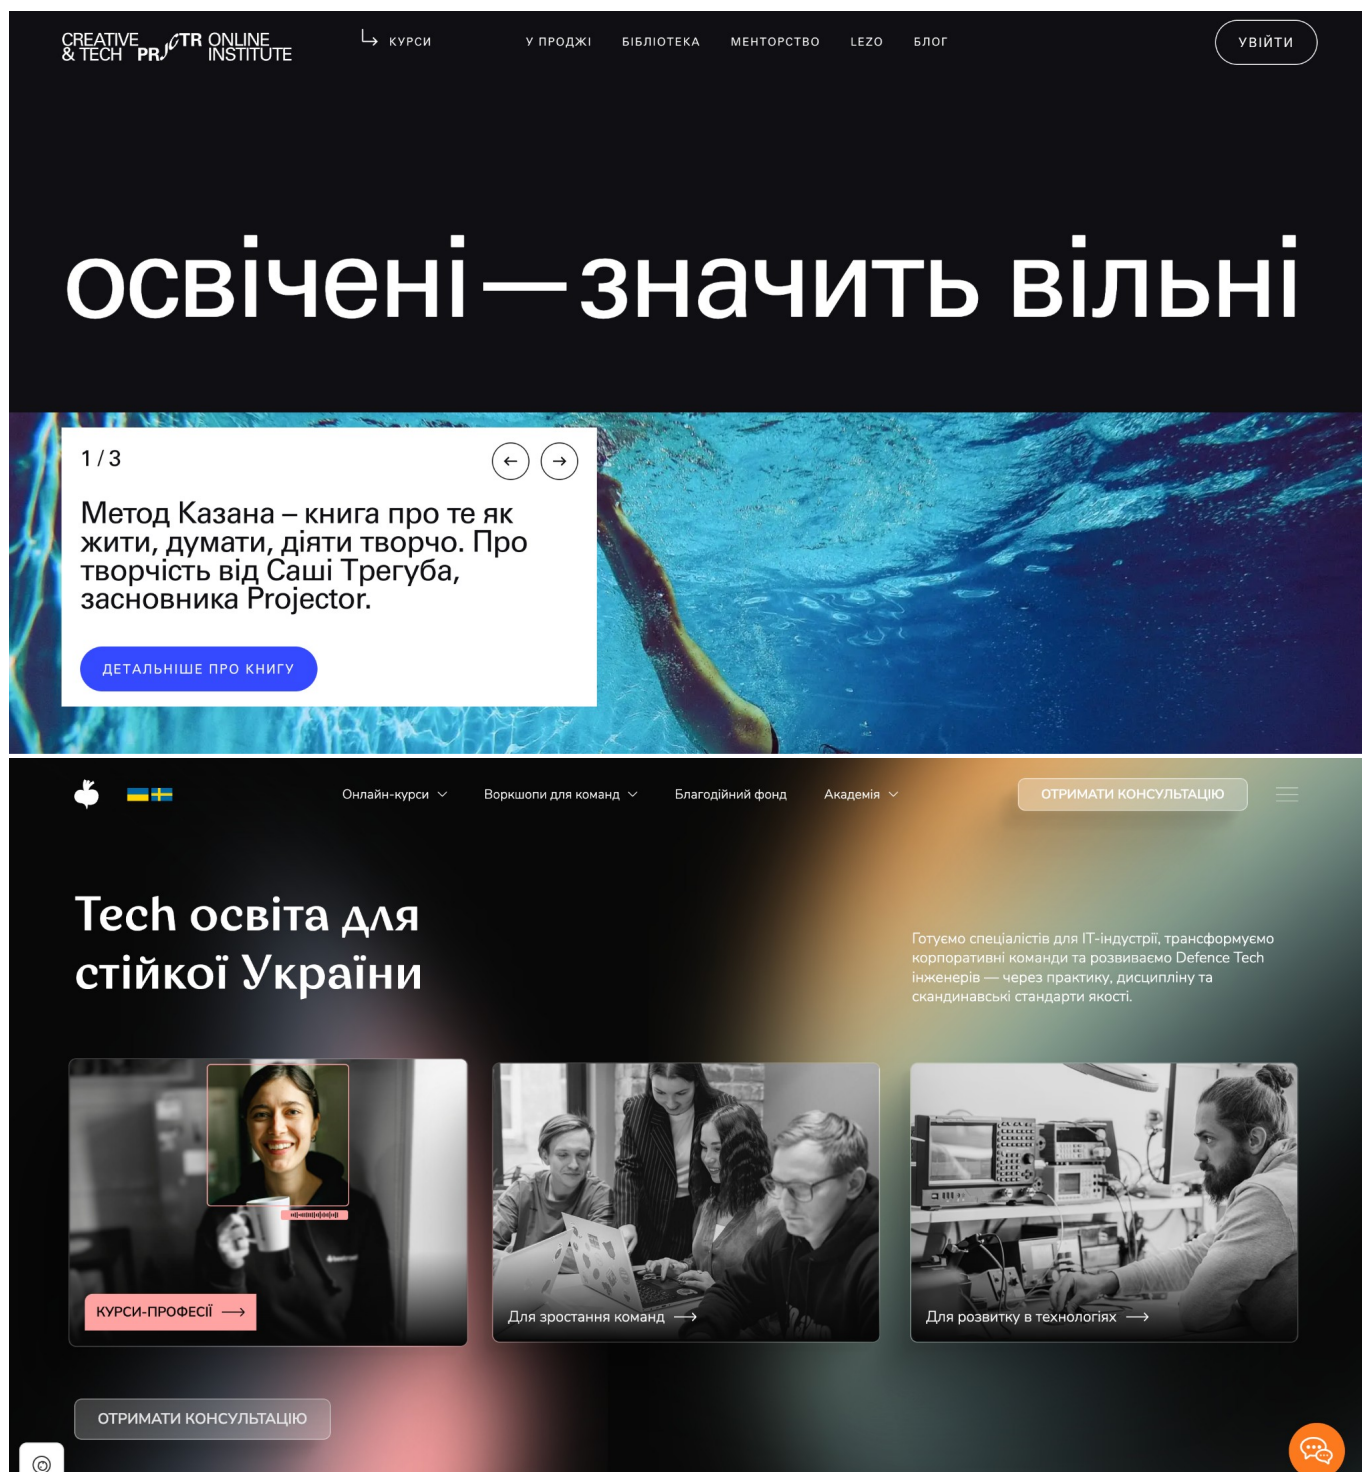 CREATIVE & TECH PRJCTR ONLINE INSTITUTE
КУРСИ
У ПРОДЖІ
БІБЛІОТЕКА
МЕНТОРСТВО
LEZO
БЛОГ
УВІЙТИ
освічені—значить вільні
1 / 3
Метод Казана – книга про те як
жити, думати, діяти творчо. Про
творчість від Саші Трегуба,
засновника Projector.
ДЕТАЛЬНІШЕ ПРО КНИГУ
Онлайн-курси
Воркшопи для команд
Благодійний фонд
Академія
ОТРИМАТИ КОНСУЛЬТАЦІЮ
Tech освіта для
стійкої України
Готуємо спеціалістів для ІТ-індустрії, трансформуємо
корпоративні команди та розвиваємо Defence Tech
інженерів — через практику, дисципліну та
скандинавські стандарти якості.
КУРСИ-ПРОФЕСІЇ
Для зростання команд
Для розвитку в технологіях
ОТРИМАТИ КОНСУЛЬТАЦІЮ